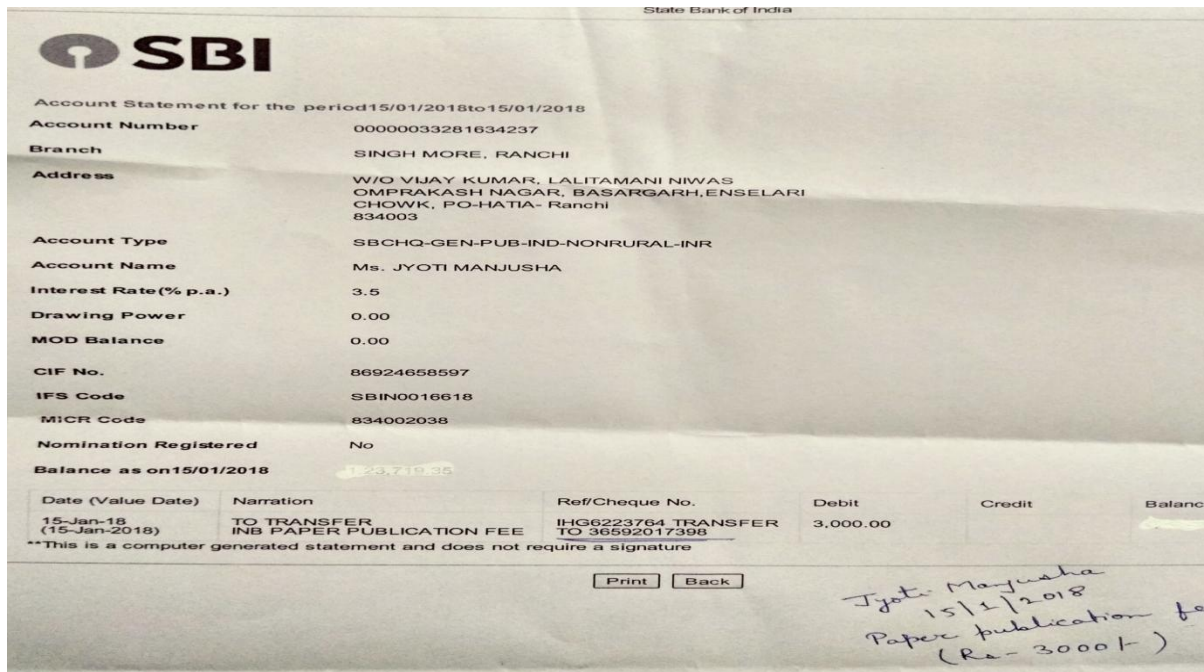 State Bank of India
SBI
Account Statement for the period15/01/2018to15/01/2018
Account Number 00000033281634237
Branch SINGH MORE, RANCHI
Address W/O VIJAY KUMAR, LALITAMANI NIWAS
OMPRAKASH NAGAR, BASARGARH,ENSELARI
CHOWK, PO-HATIA- Ranchi
834003
Account Type SBCHQ-GEN-PUB-IND-NONRURAL-INR
Account Name Ms. JYOTI MANJUSHA
Interest Rate(% p.a.) 3.5
Drawing Power 0.00
MOD Balance 0.00
CIF No. 86924658597
IFS Code SBIN0016618
MICR Code 834002038
Nomination Registered No
Balance as on15/01/2018
Date (Value Date) Narration Ref/Cheque No. Debit Credit Balanc
15-Jan-18 TO TRANSFER IHG6223764 TRANSFER 3,000.00
(15-Jan-2018) INB PAPER PUBLICATION FEE TO 36592017398
**This is a computer generated statement and does not require a signature
Print Back
Jyoti Manjusha
15/1/2018
Paper publication fe
(Rs- 3000/-)